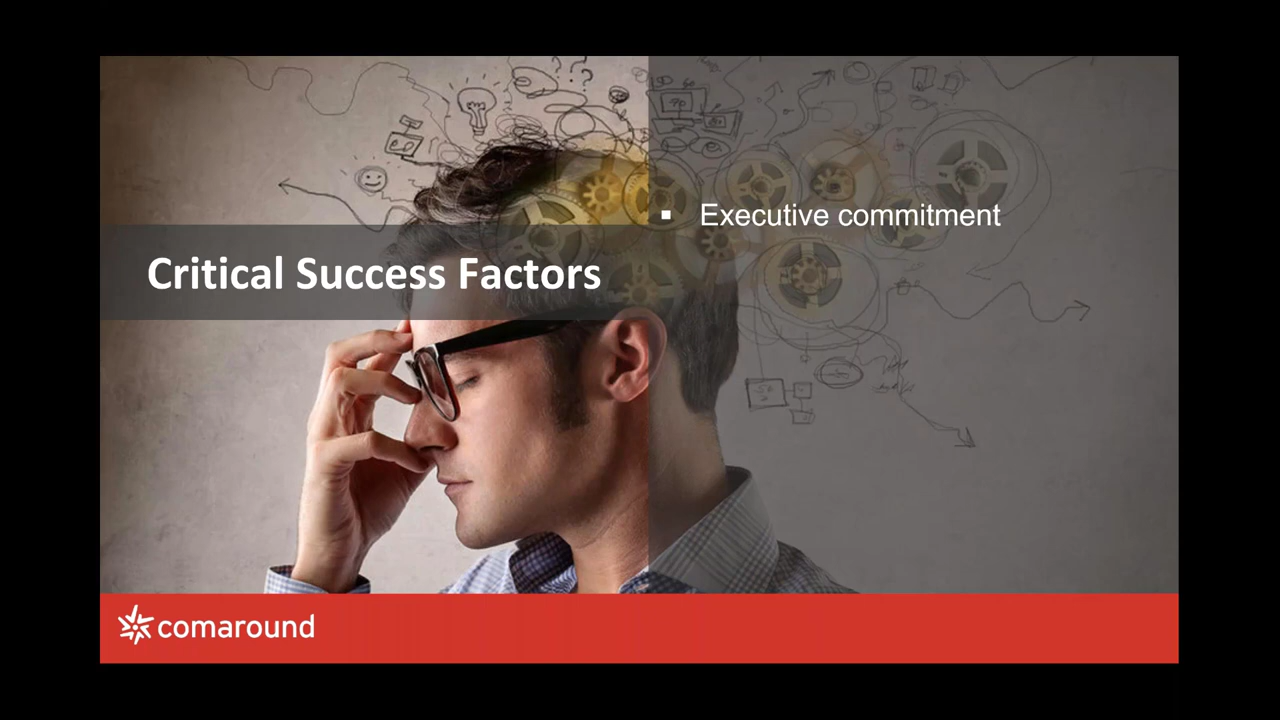 Critical Success Factors
▪ Executive commitment
comaround